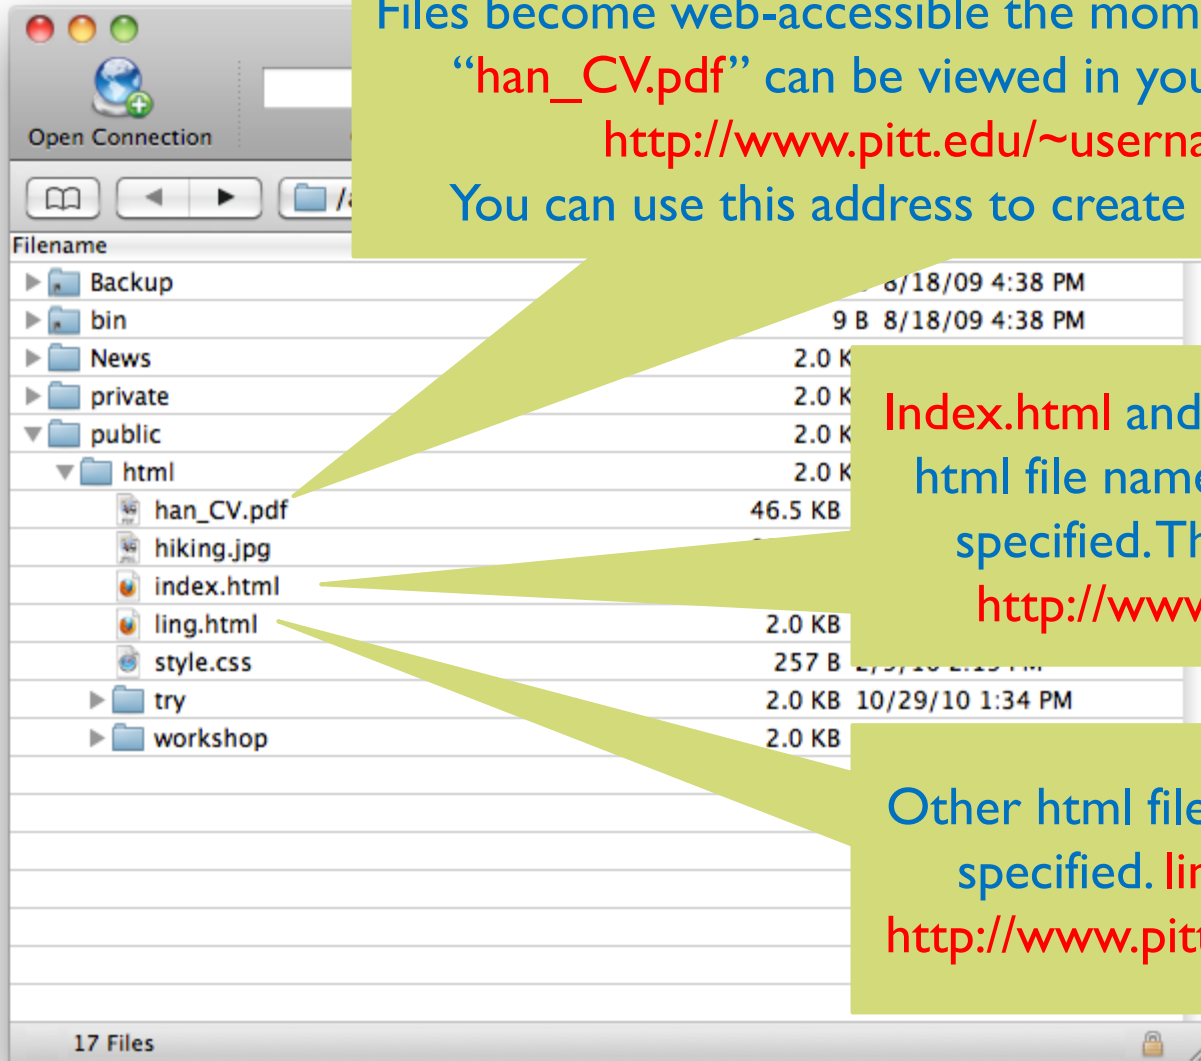 Files become web-accessible the mom
“han_CV.pdf” can be viewed in you
http://www.pitt.edu/~userna
You can use this address to create
Open Connection
Filename
Backup 8/18/09 4:38 PM
bin 9 B 8/18/09 4:38 PM
News 2.0 K
private 2.0 K
public 2.0 K
html 2.0 K
han_CV.pdf 46.5 KB
hiking.jpg
index.html
ling.html 2.0 KB
style.css 257 B
try 2.0 KB 10/29/10 1:34 PM
workshop 2.0 KB
Index.html and
html file name
specified. Th
http://www
Other html file
specified. lin
http://www.pitt
17 Files